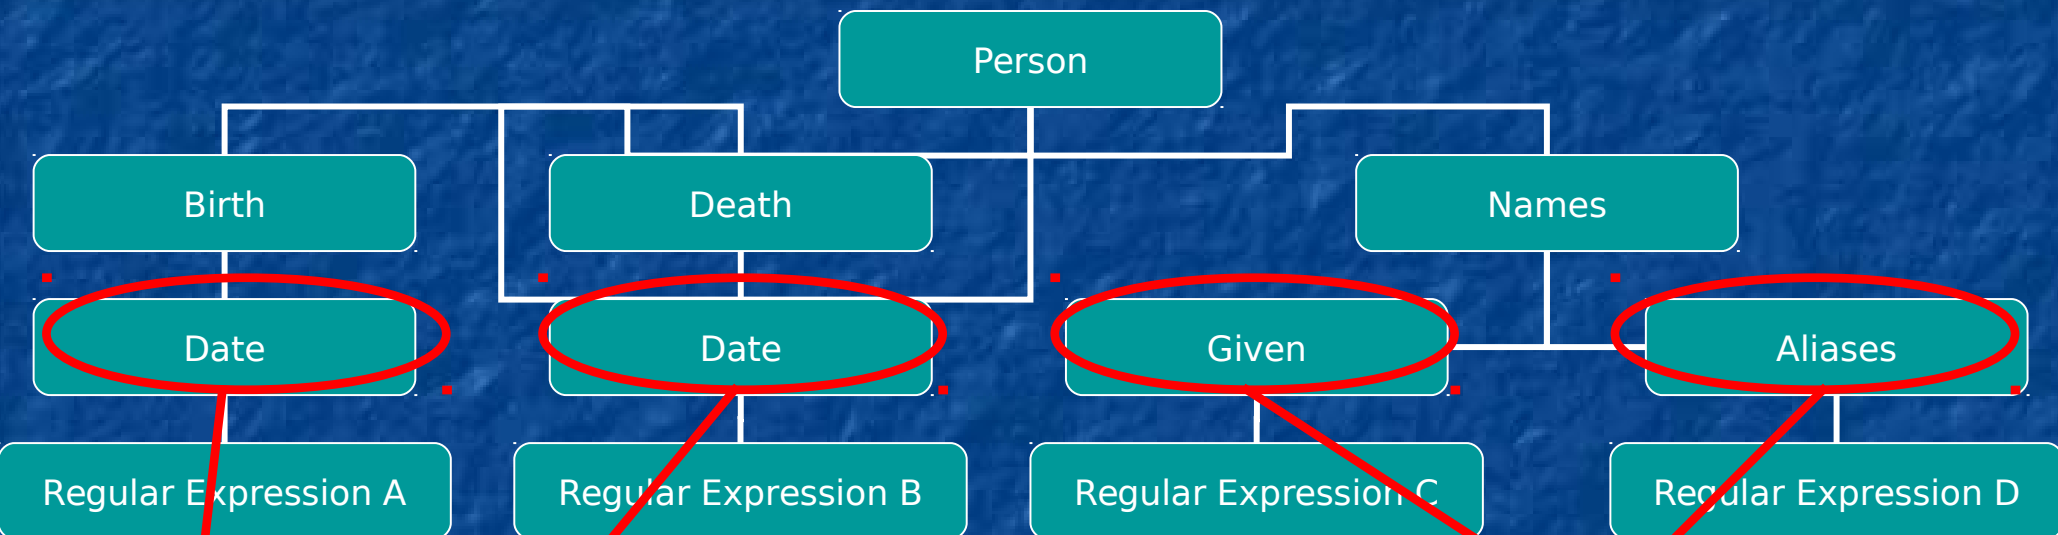 Person
Birth
Death
Names
Date
Date
Given
Aliases
Regular Expression A
Regular Expression B
Regular Expression C
Regular Expression D